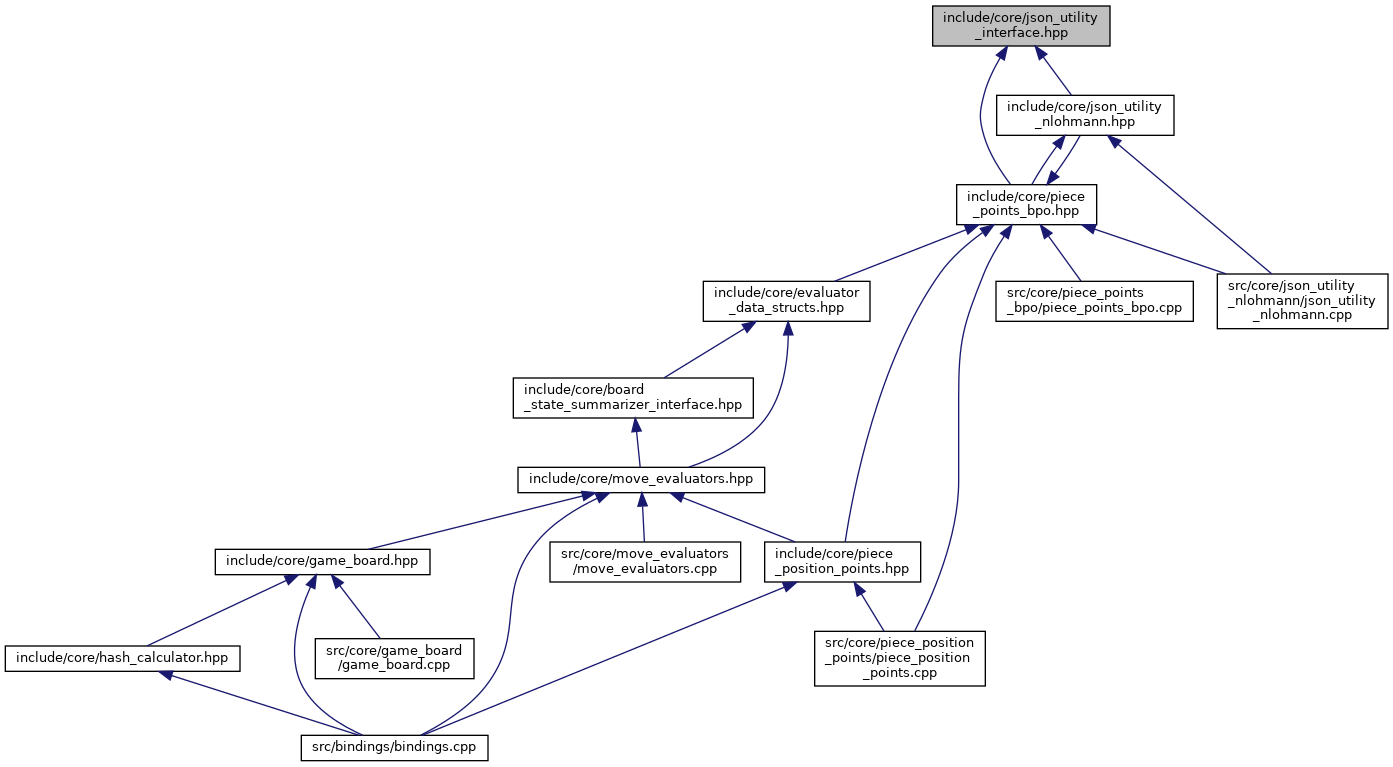 include/core/json_utility
_interface.hpp
include/core/json_utility
_nlohmann.hpp
include/core/piece
_points_bpo.hpp
include/core/evaluator
_data_structs.hpp
src/core/piece_points
_bpo/piece_points_bpo.cpp
src/core/json_utility
_nlohmann/json_utility
_nlohmann.cpp
include/core/board
_state_summarizer_interface.hpp
include/core/move_evaluators.hpp
include/core/game_board.hpp
src/core/move_evaluators
/move_evaluators.cpp
include/core/piece
_position_points.hpp
include/core/hash_calculator.hpp
src/core/game_board
/game_board.cpp
src/core/piece_position
_points/piece_position
_points.cpp
src/bindings/bindings.cpp